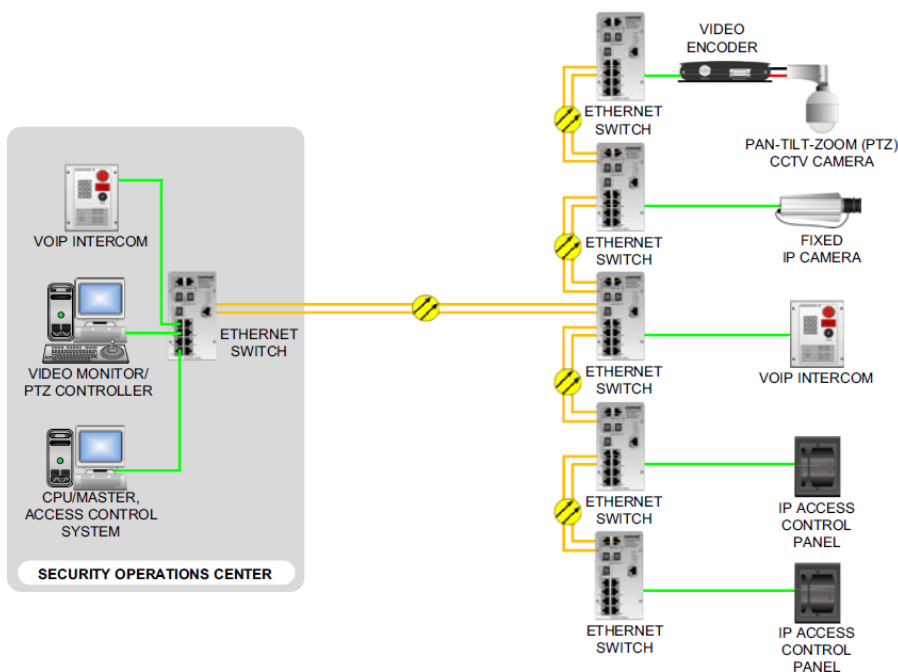 VIDEO
ENCODER
ETHERNET
SWITCH
PAN-TILT-ZOOM (PTZ)
CCTV CAMERA
VOIP INTERCOM
ETHERNET
SWITCH
FIXED
IP CAMERA
ETHERNET
SWITCH
VIDEO MONITOR/
PTZ CONTROLLER
ETHERNET
SWITCH
VOIP INTERCOM
CPU/MASTER,
ACCESS CONTROL
SYSTEM
ETHERNET
SWITCH
IP ACCESS
CONTROL
PANEL
SECURITY OPERATIONS CENTER
ETHERNET
SWITCH
IP ACCESS
CONTROL
PANEL